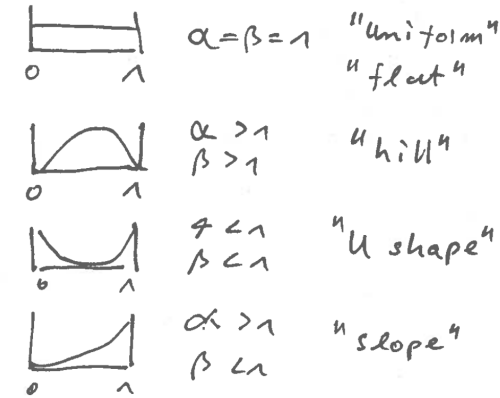 α = β = 1 "uniform"
"flat"
0 1
α > 1 "hill"
β > 1
0 1
α < 1 "U shape"
β < 1
0 1
α > 1 "slope"
β < 1
0 1